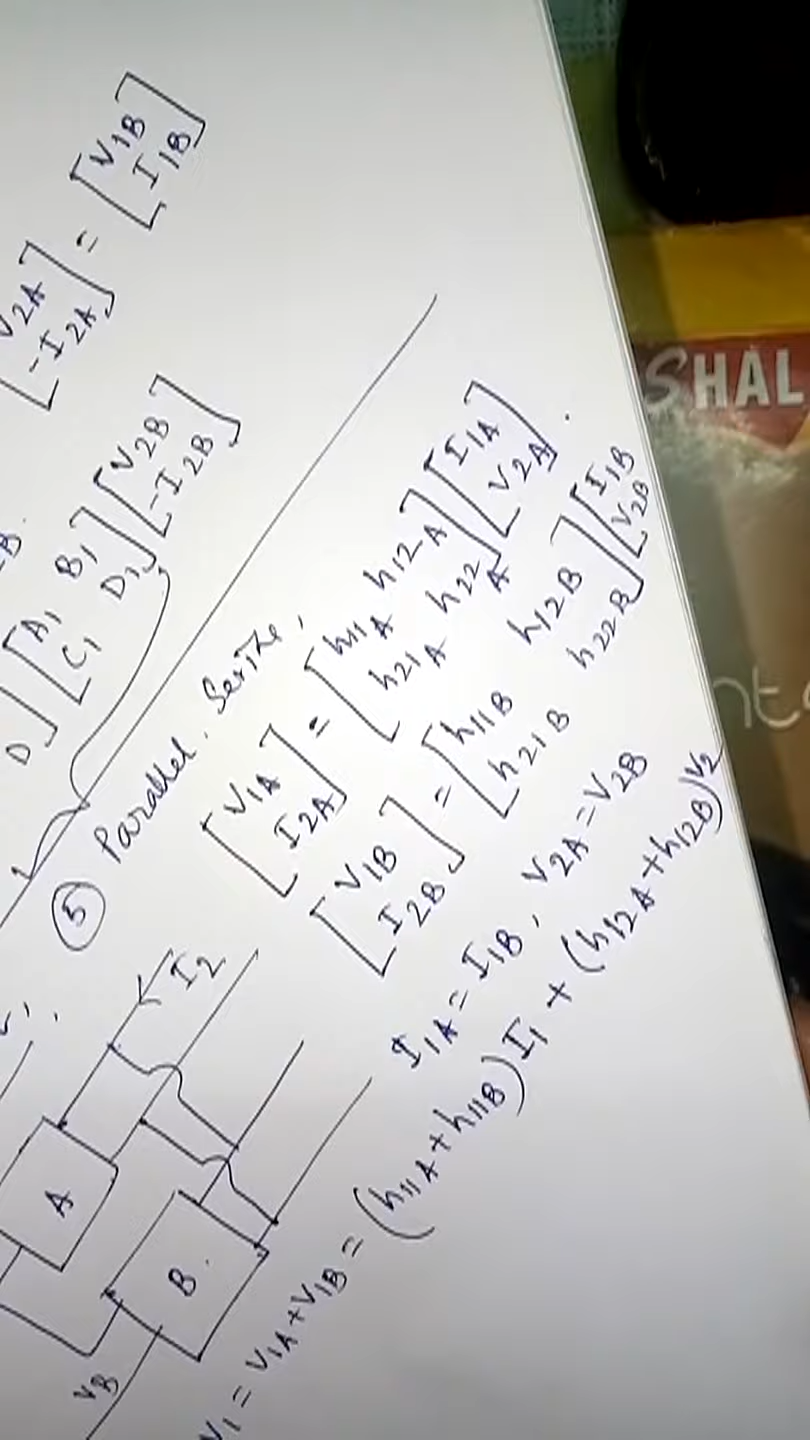 V2A
-I2A
=
V1B
I1B
B.
D
A1 B1
C1 D1
V2B
-I2B
⑤ Parallel, Series,
[V1A
I2A] = [h11A h12A
h21A h22A] [I1A
V2A].
[V1B
I2B] = [h11B h12B
h21B h22B] [I1B
V2B]
I1A = I1B, V2A = V2B
V1 = V1A + V1B = (h11A + h11B) I1 + (h12A + h12B) V2
I2
A
B.
VB
SHAL